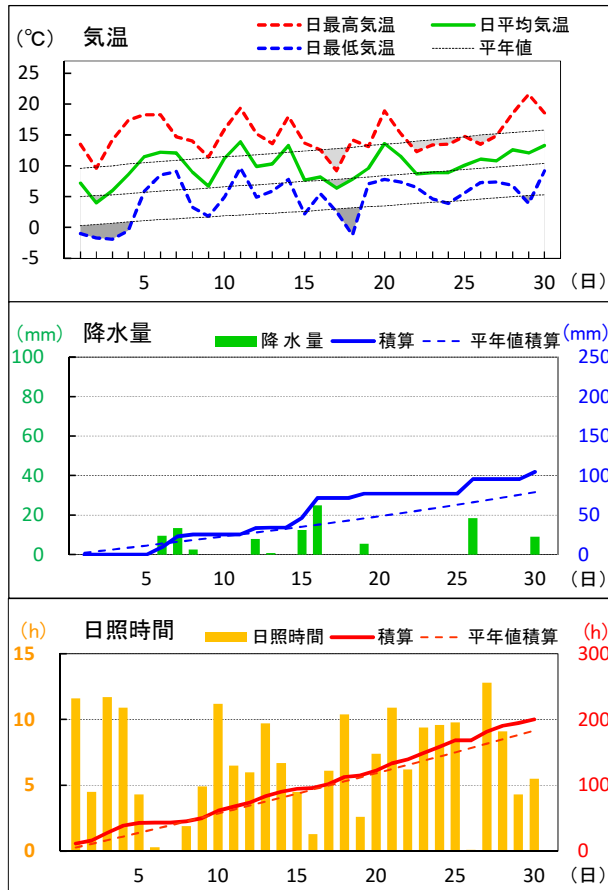 (℃) 気温
日最高気温 日平均気温
日最低気温 平年値
25
20
15
10
5
0
-5
5 10 15 20 25 30 (日)
(mm) 降水量 降 水 量 積算 平年値積算 (mm)
100 250
80 200
60 150
40 100
20 50
0 0
5 10 15 20 25 30 (日)
(h) 日照時間 日照時間 積算 平年値積算 (h)
15 300
10 200
5 100
0 0
5 10 15 20 25 30 (日)